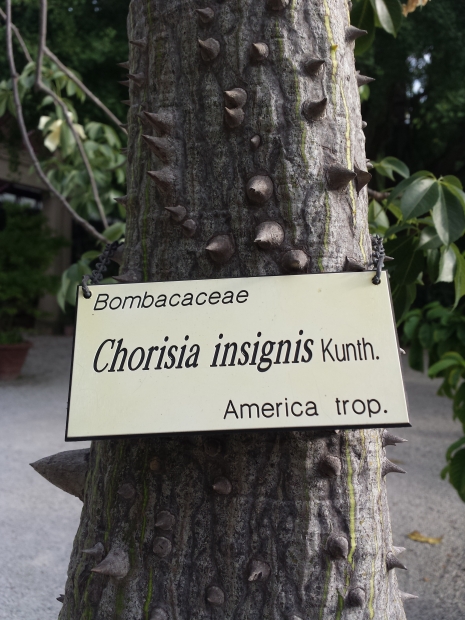 Bombacaceae
Chorisia insignis Kunth.
America trop.